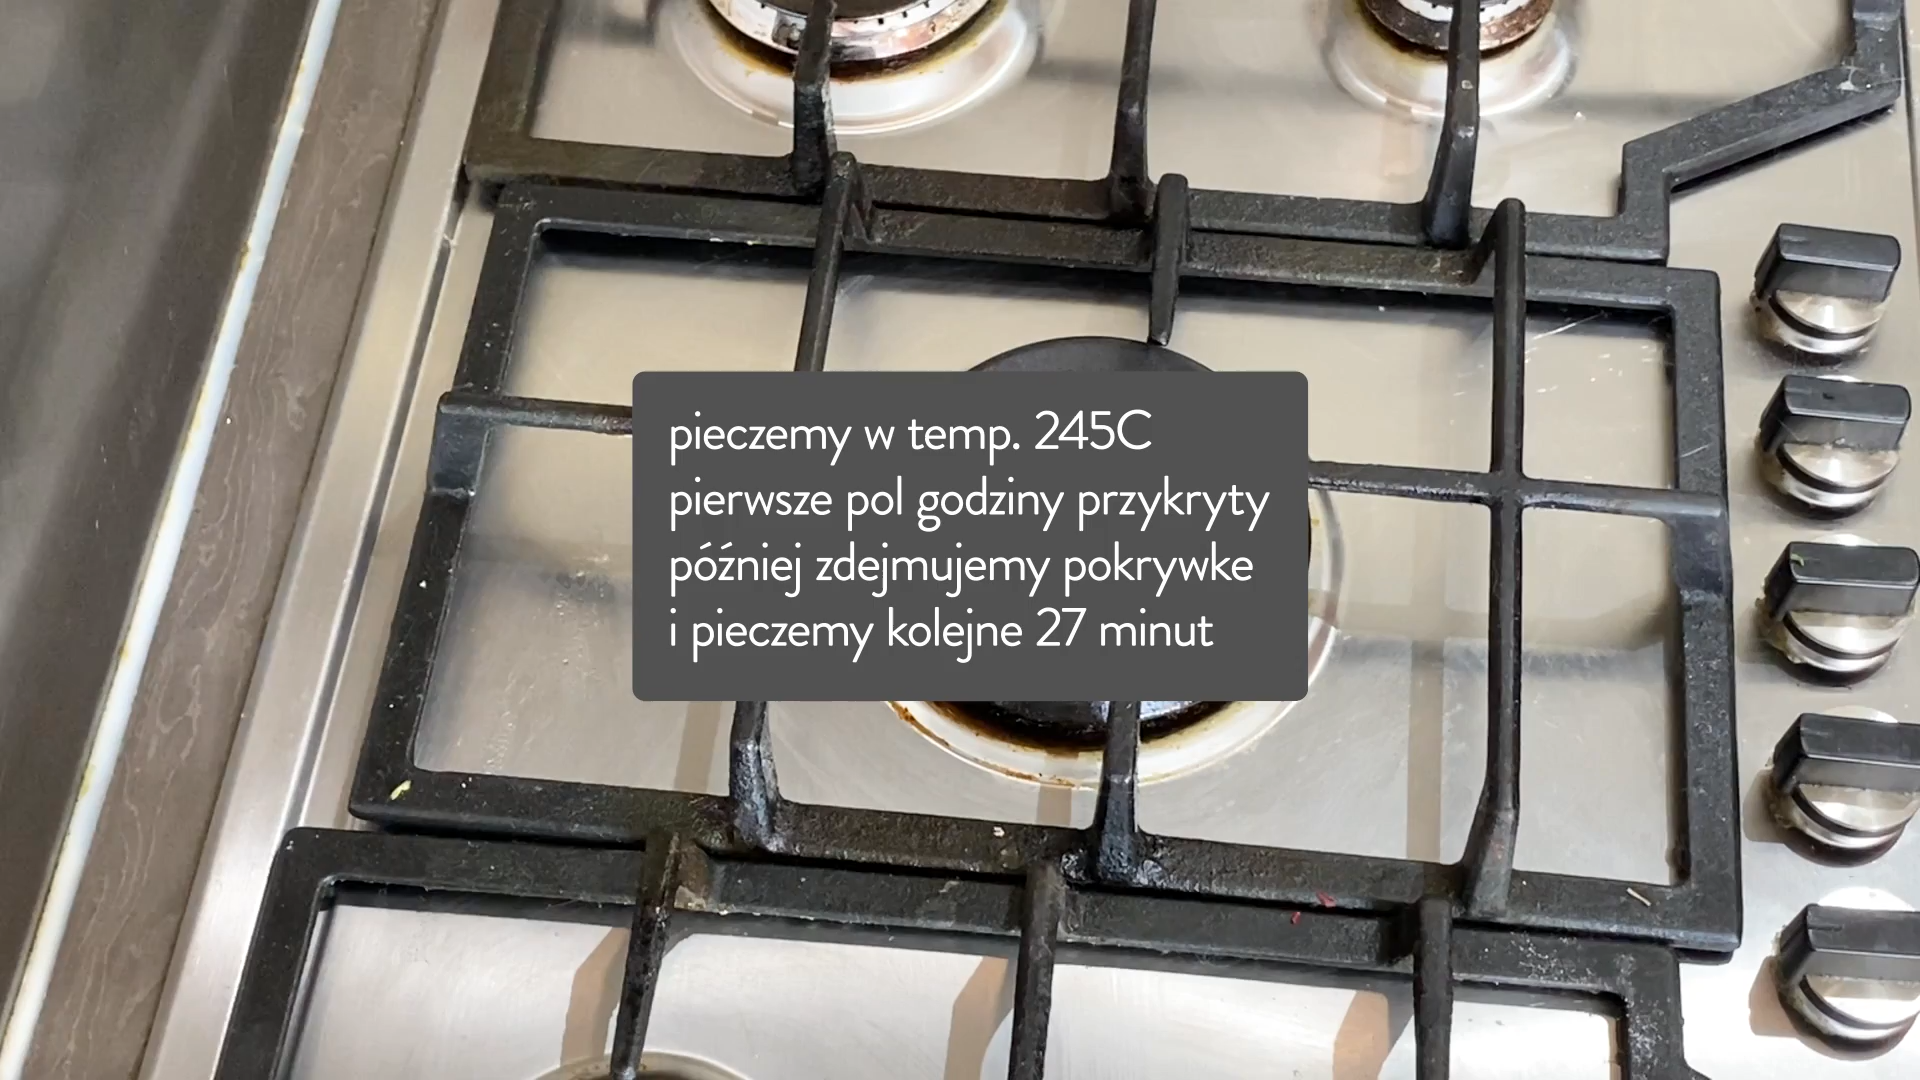 pieczemy w temp. 245C
pierwsze pol godziny przykryty
później zdejmujemy pokrywke
i pieczemy kolejne 27 minut